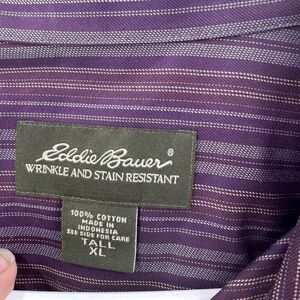 Eddie Bauer®
WRINKLE AND STAIN RESISTANT
100% COTTON
MADE IN
INDONESIA
SEE SIDE FOR CARE
TALL
XL